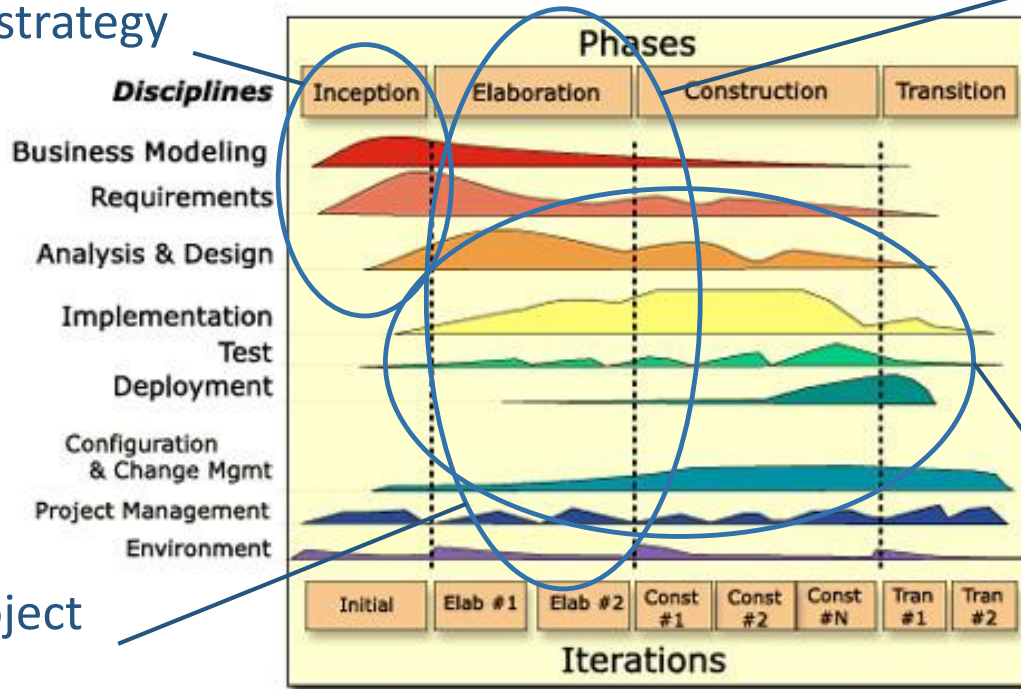 strategy
Phases
Disciplines Inception Elaboration Construction Transition
Business Modeling
Requirements
Analysis & Design
Implementation
Test
Deployment
Configuration
& Change Mgmt
Project Management
Environment
ject
Initial Elab #1 Elab #2 Const #1 Const #2 Const #N Tran #1 Tran #2
Iterations